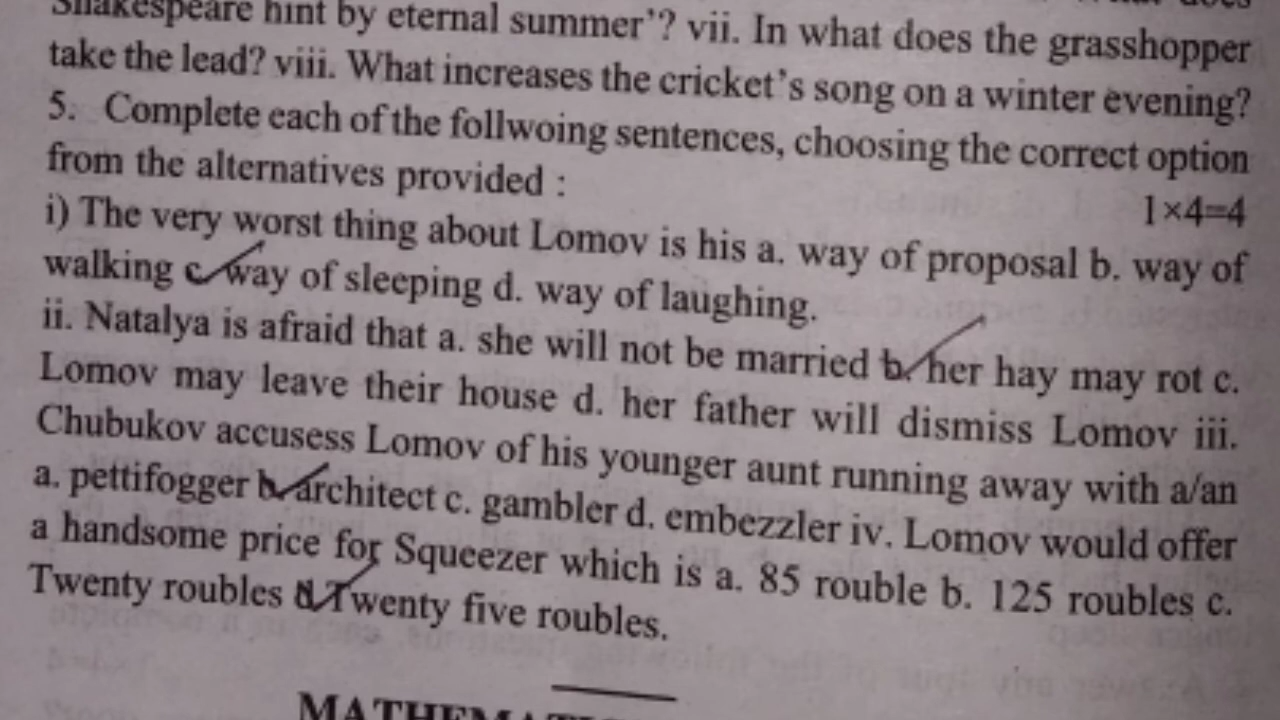 Shakespeare hint by eternal summer'? vii. In what does the grasshopper
take the lead? viii. What increases the cricket's song on a winter evening?
5. Complete each of the follwoing sentences, choosing the correct option
from the alternatives provided :
1×4=4
i) The very worst thing about Lomov is his a. way of proposal b. way of
walking c. way of sleeping d. way of laughing.
ii. Natalya is afraid that a. she will not be married b. her hay may rot c.
Lomov may leave their house d. her father will dismiss Lomov iii.
Chubukov accusess Lomov of his younger aunt running away with a/an
a. pettifogger b. architect c. gambler d. embezzler iv. Lomov would offer
a handsome price for Squeezer which is a. 85 rouble b. 125 roubles c.
Twenty roubles d. Twenty five roubles.